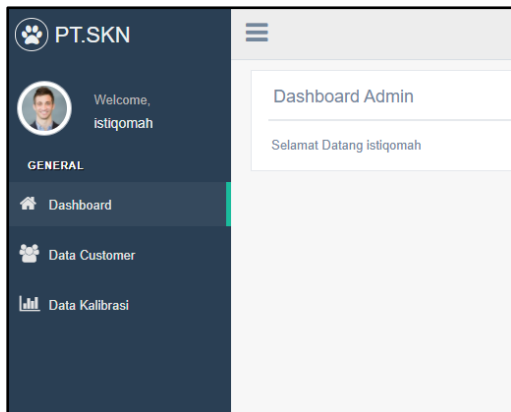 PT.SKN
Welcome,
istiqomah
GENERAL
Dashboard
Data Customer
Data Kalibrasi
Dashboard Admin
Selamat Datang istiqomah